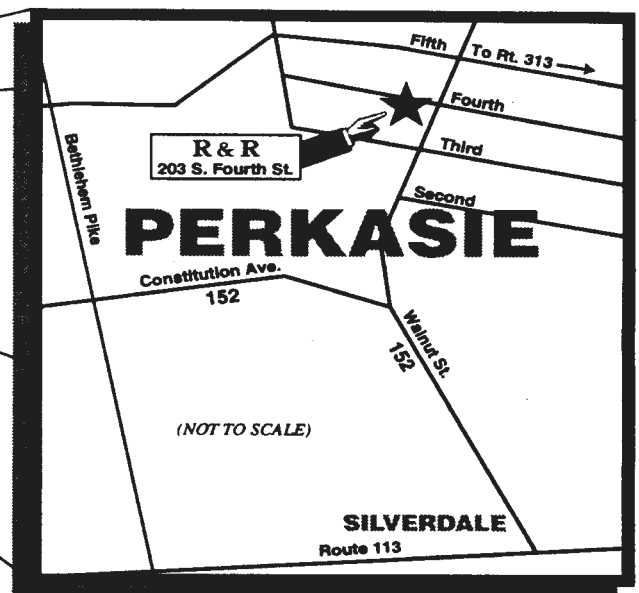 Fifth
To Rt. 313
Fourth
R & R
203 S. Fourth St.
Third
Second
Bethlehem Pike
PERKASIE
Constitution Ave.
152
Walnut St.
152
(NOT TO SCALE)
SILVERDALE
Route 113